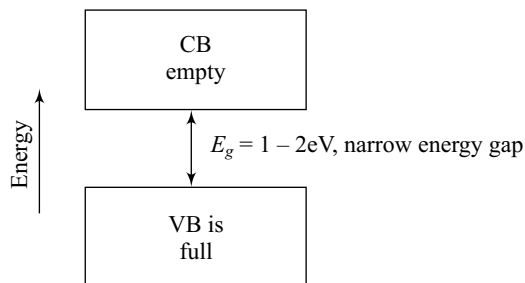 CB
empty
Energy
E_g = 1 – 2eV, narrow energy gap
VB is
full